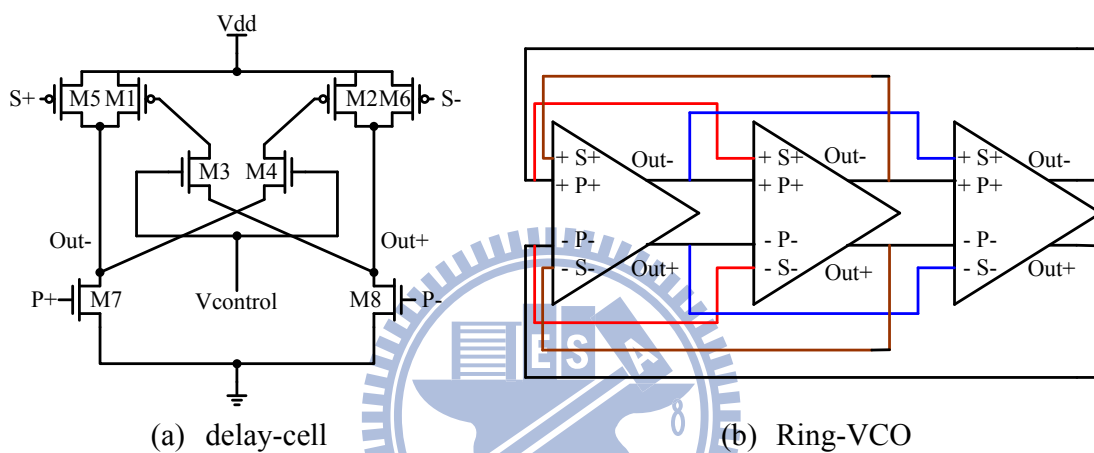 Vdd
S+
M5
M1
M2
M6
S-
M3
M4
Out-
Out+
P+
M7
Vcontrol
M8
P-
(a) delay-cell
+ S+
+ P+
- P-
- S-
Out-
Out+
+ S+
+ P+
- P-
- S-
Out-
Out+
+ S+
+ P+
- P-
- S-
Out-
Out+
E S A
8
(b) Ring-VCO